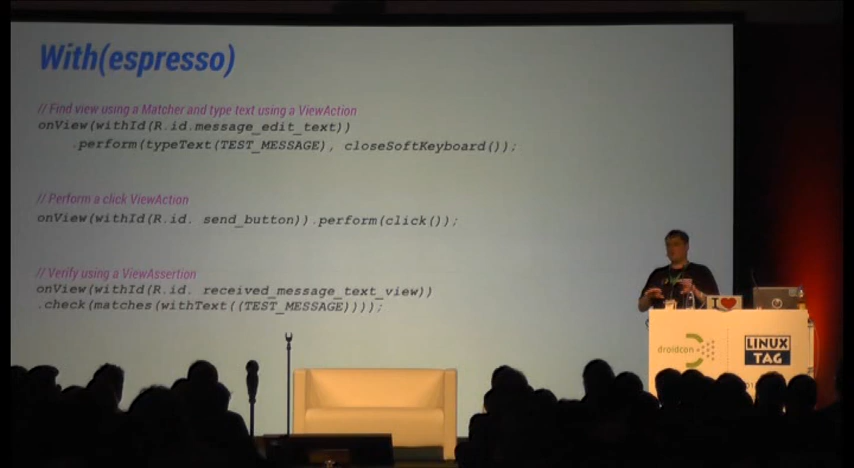 With(espresso)
// Find view using a Matcher and type text using a ViewAction
onView(withId(R.id.message_edit_text))
.perform(typeText(TEST_MESSAGE), closeSoftKeyboard());
// Perform a click ViewAction
onView(withId(R.id. send_button)).perform(click());
// Verify using a ViewAssertion
onView(withId(R.id. received_message_text_view))
.check(matches(withText((TEST_MESSAGE))));
I
droidcon
LINUX
TAG